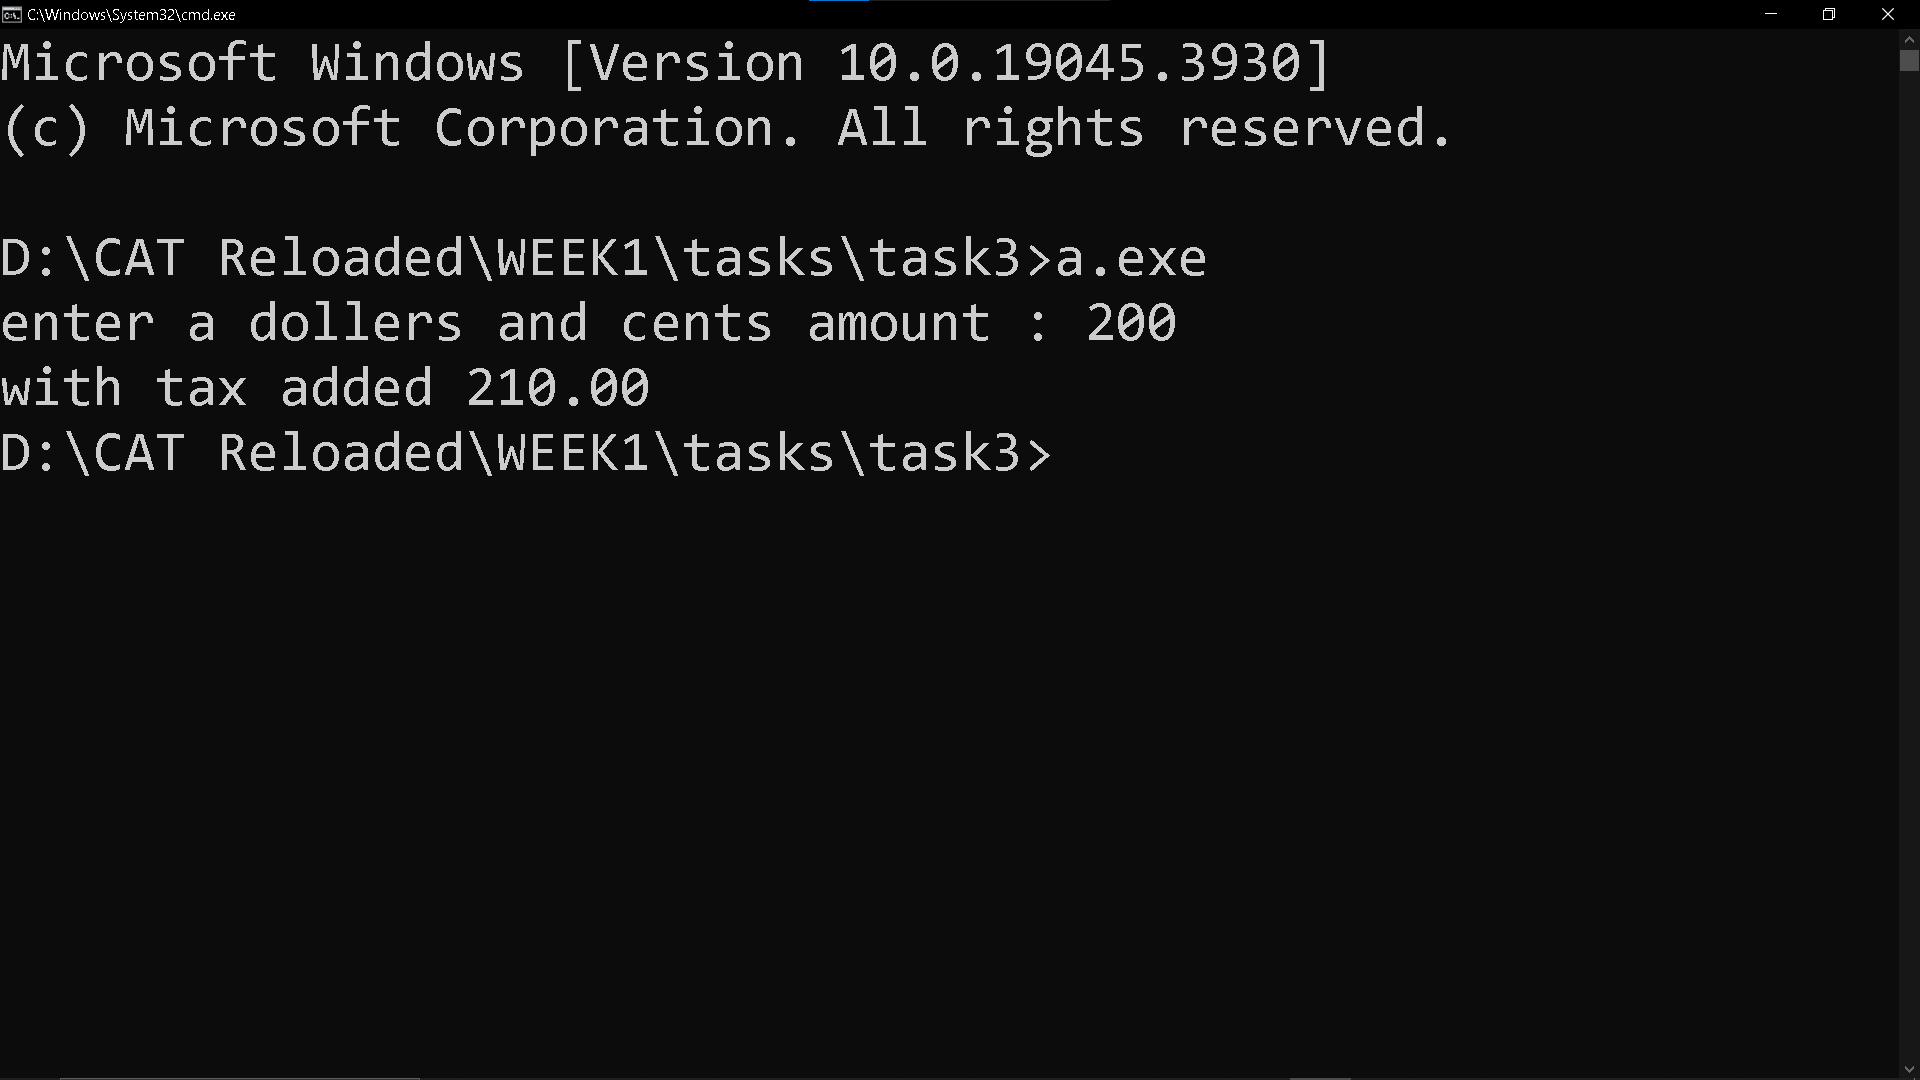 C:\Windows\System32\cmd.exe
Microsoft Windows [Version 10.0.19045.3930]
(c) Microsoft Corporation. All rights reserved.
D:\CAT Reloaded\WEEK1\tasks\task3>a.exe
enter a dollers and cents amount : 200
with tax added 210.00
D:\CAT Reloaded\WEEK1\tasks\task3>